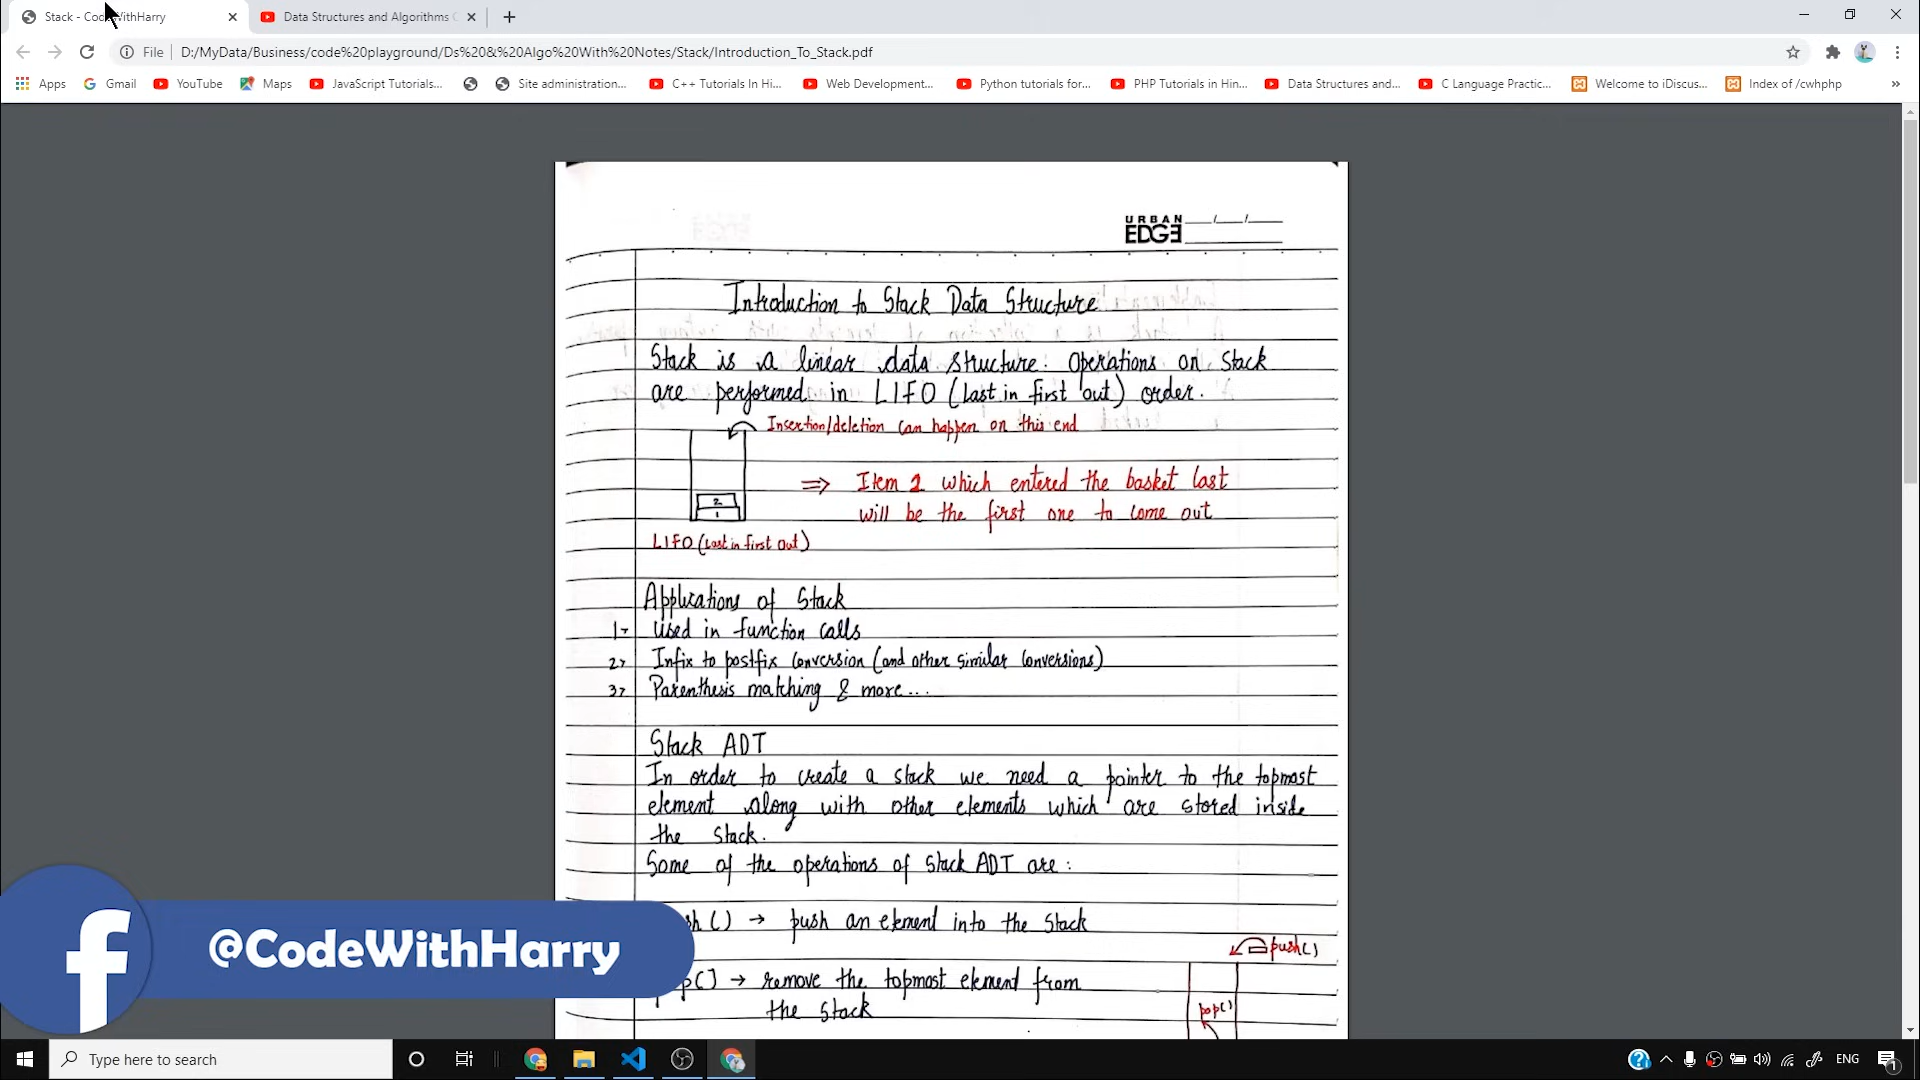 Stack - CodeWithHarry
Data Structures and Algorithms C
File
D:/MyData/Business/code%20playground/Ds%20&%20Algo%20With%20Notes/Stack/Introduction_To_Stack.pdf
Apps
Gmail
YouTube
Maps
JavaScript Tutorials...
Site administration...
C++ Tutorials In Hi...
Web Development...
Python tutorials for...
PHP Tutorials in Hin...
Data Structures and...
C Language Practic...
Welcome to iDiscus...
Index of /cwhphp
»
URBAN
EDGE
Introduction to Stack Data Structure
Stack is a linear data structure. Operations on Stack
are performed in LIFO (Last in first out) order.
Insertion/deletion can happen on this end
2
1
⇒ Item 2 which entered the basket last
will be the first one to come out
LIFO (Last in first out)
Applications of Stack
1→ Used in function calls
2→ Infix to postfix conversion (and other similar conversions)
3→ Parenthesis matching & more...
Stack ADT
In order to create a stack we need a pointer to the topmost
element along with other elements which are stored inside
the stack.
Some of the operations of Stack ADT are:
sh() → push an element into the Stack
push()
op() → remove the topmost element from
the Stack
pop()
@CodeWithHarry
Type here to search
ENG
1